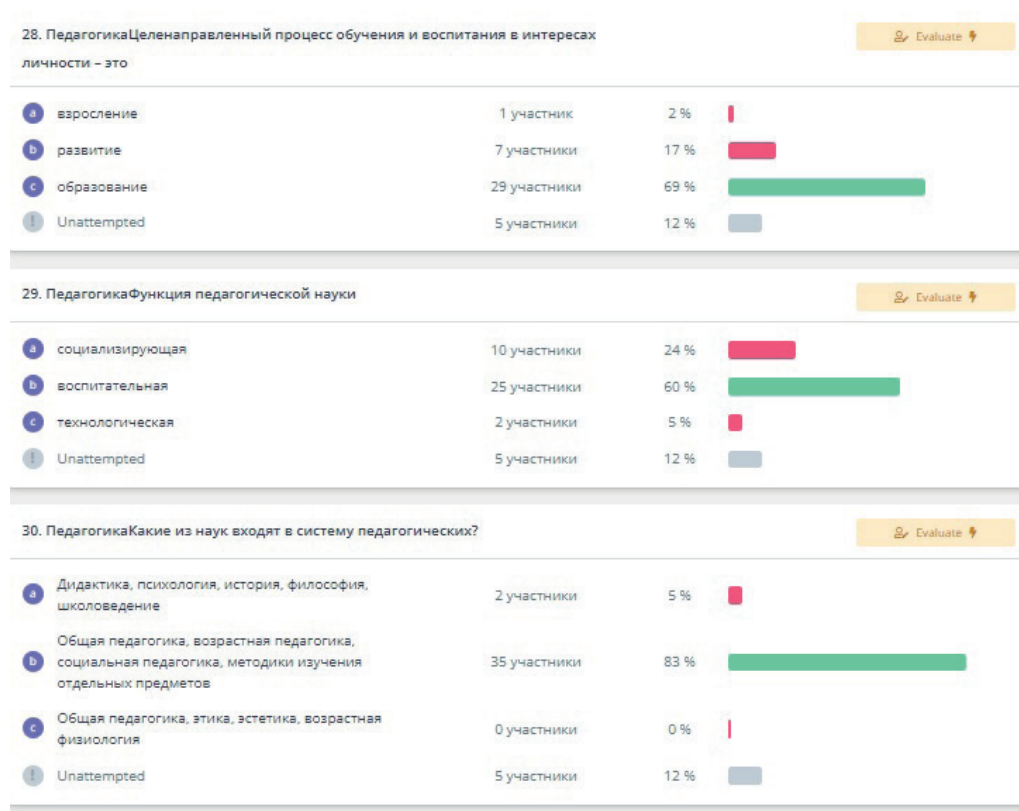 28. ПедагогикаЦеленаправленный процесс обучения и воспитания в интересах
личности – это
Evaluate
a взросление 1 участник 2 %
b развитие 7 участники 17 %
c образование 29 участники 69 %
! Unattempted 5 участники 12 %
29. ПедагогикаФункция педагогической науки
Evaluate
a социализирующая 10 участники 24 %
b воспитательная 25 участники 60 %
c технологическая 2 участники 5 %
! Unattempted 5 участники 12 %
30. ПедагогикаКакие из наук входят в систему педагогических?
Evaluate
a Дидактика, психология, история, философия,
школоведение
2 участники 5 %
b Общая педагогика, возрастная педагогика,
социальная педагогика, методики изучения
отдельных предметов
35 участники 83 %
c Общая педагогика, этика, эстетика, возрастная
физиология
0 участники 0 %
! Unattempted 5 участники 12 %